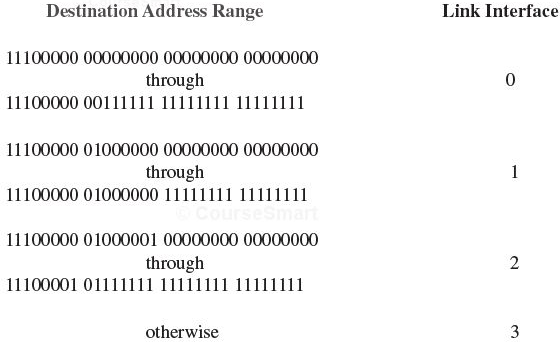 Destination Address Range Link Interface
11100000 00000000 00000000 00000000
through 0
11100000 00111111 11111111 11111111
11100000 01000000 00000000 00000000
through 1
11100000 01000000 11111111 11111111
© CourseSmart
11100000 01000001 00000000 00000000
through 2
11100001 01111111 11111111 11111111
otherwise 3